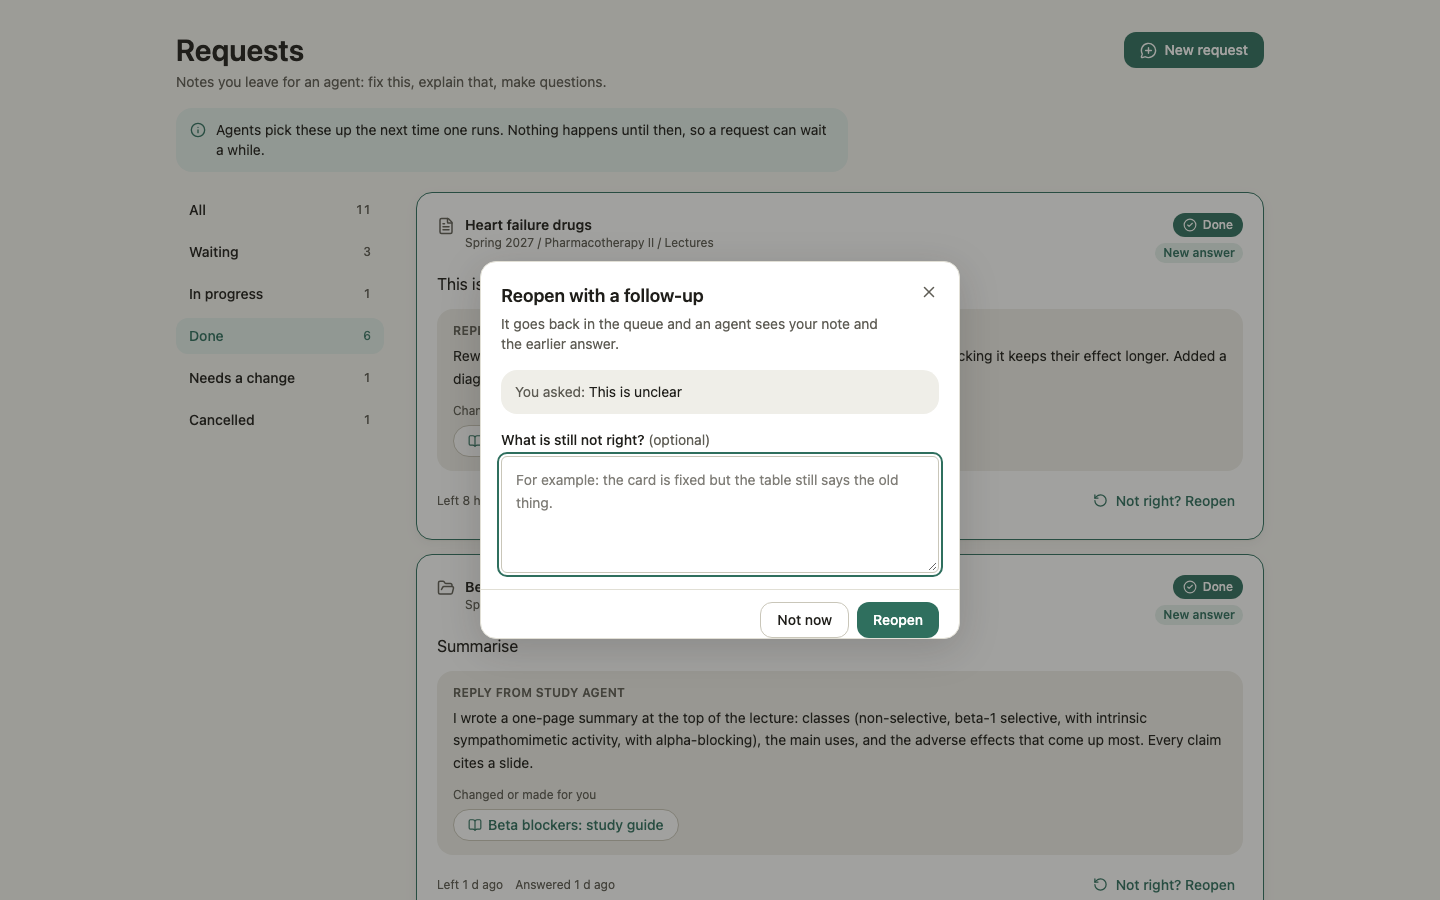 Requests
New request
Notes you leave for an agent: fix this, explain that, make questions.
Agents pick these up the next time one runs. Nothing happens until then, so a request can wait
a while.
All 11
Waiting 3
In progress 1
Done 6
Needs a change 1
Cancelled 1
Heart failure drugs
Spring 2027 / Pharmacotherapy II / Lectures
Done
New answer
This is
cking it keeps their effect longer. Added a
Left 8 h
Not right? Reopen
Reopen with a follow-up
It goes back in the queue and an agent sees your note and
the earlier answer.
You asked: This is unclear
What is still not right? (optional)
For example: the card is fixed but the table still says the old
thing.
Not now
Reopen
Done
New answer
Summarise
REPLY FROM STUDY AGENT
I wrote a one-page summary at the top of the lecture: classes (non-selective, beta-1 selective, with intrinsic
sympathomimetic activity, with alpha-blocking), the main uses, and the adverse effects that come up most. Every claim
cites a slide.
Changed or made for you
Beta blockers: study guide
Left 1 d ago Answered 1 d ago
Not right? Reopen